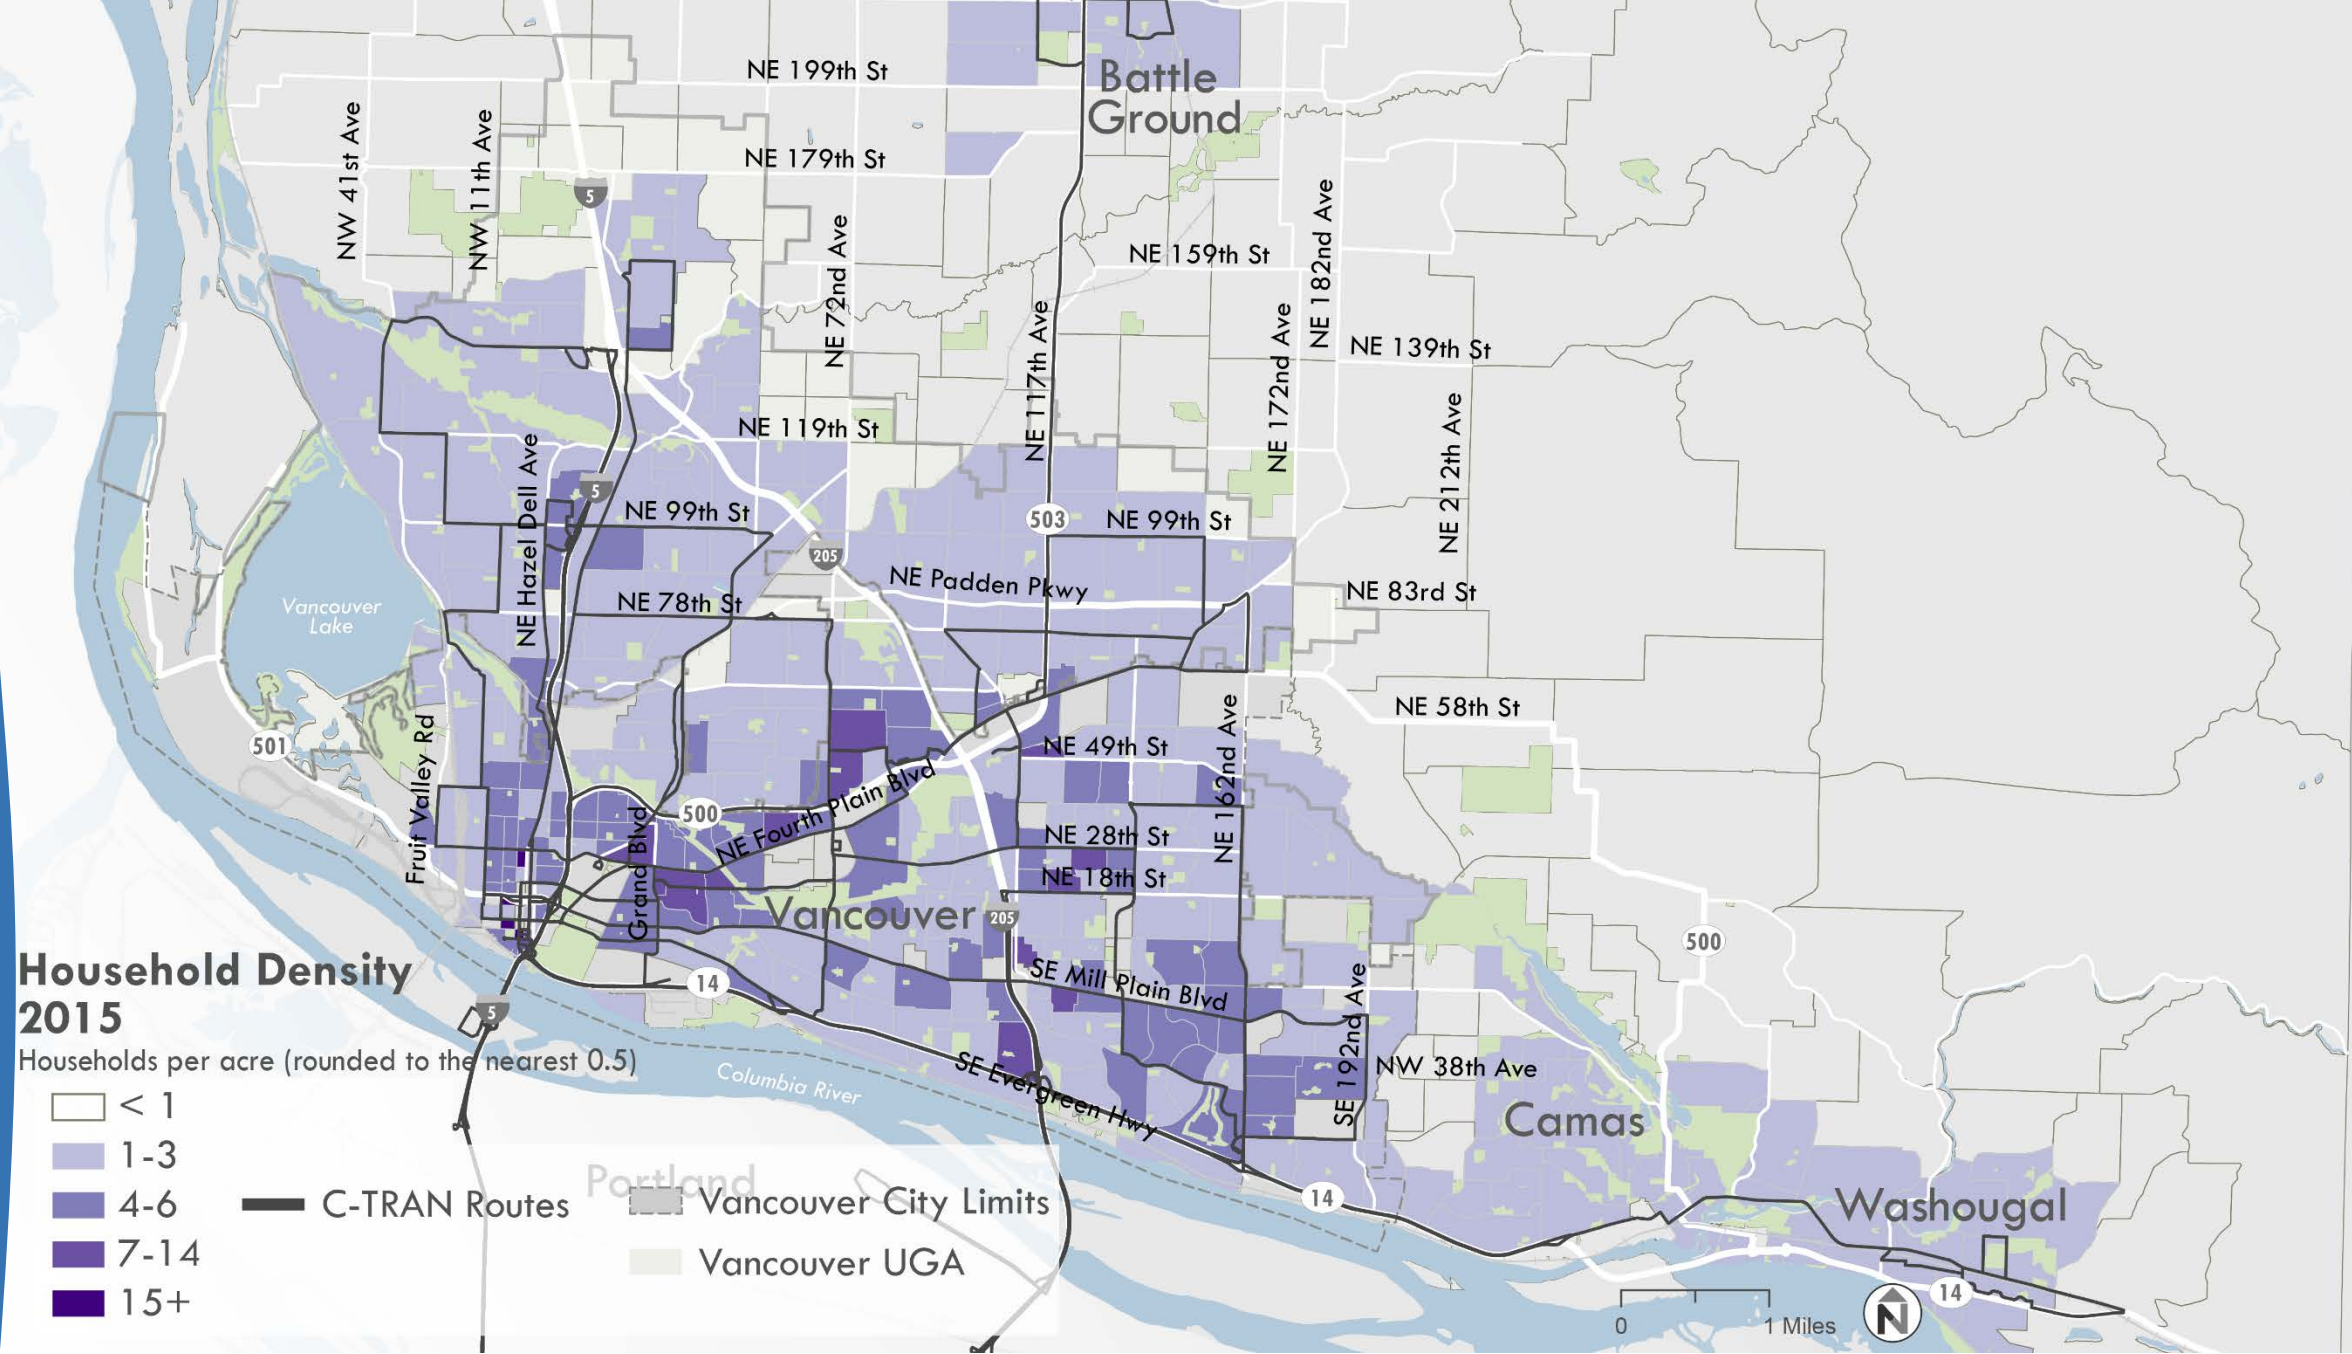 NE 199th St
Battle
Ground
NW 41st Ave
NW 11th Ave
NE 179th St
5
NE 72nd Ave
NE 159th St
NE 182nd Ave
NE 117th Ave
NE 172nd Ave
NE 139th St
NE 119th St
NE 212th Ave
NE Hazel Dell Ave
5
NE 99th St
503
NE 99th St
205
NE Padden Pkwy
NE 83rd St
NE 78th St
Vancouver
Lake
NE 58th St
501
Fruit Valley Rd
NE 49th St
NE 162nd Ave
500
NE Fourth Plain Blvd
Grand Blvd
NE 28th St
NE 18th St
Vancouver
205
500
14
SE Mill Plain Blvd
SE 192nd Ave
5
NW 38th Ave
SE Evergreen Hwy
Columbia River
Camas
14
Washougal
14
Household Density
2015
Households per acre (rounded to the nearest 0.5)
< 1
1-3
4-6
7-14
15+
C-TRAN Routes
Portland
Vancouver City Limits
Vancouver UGA
0 1 Miles
N